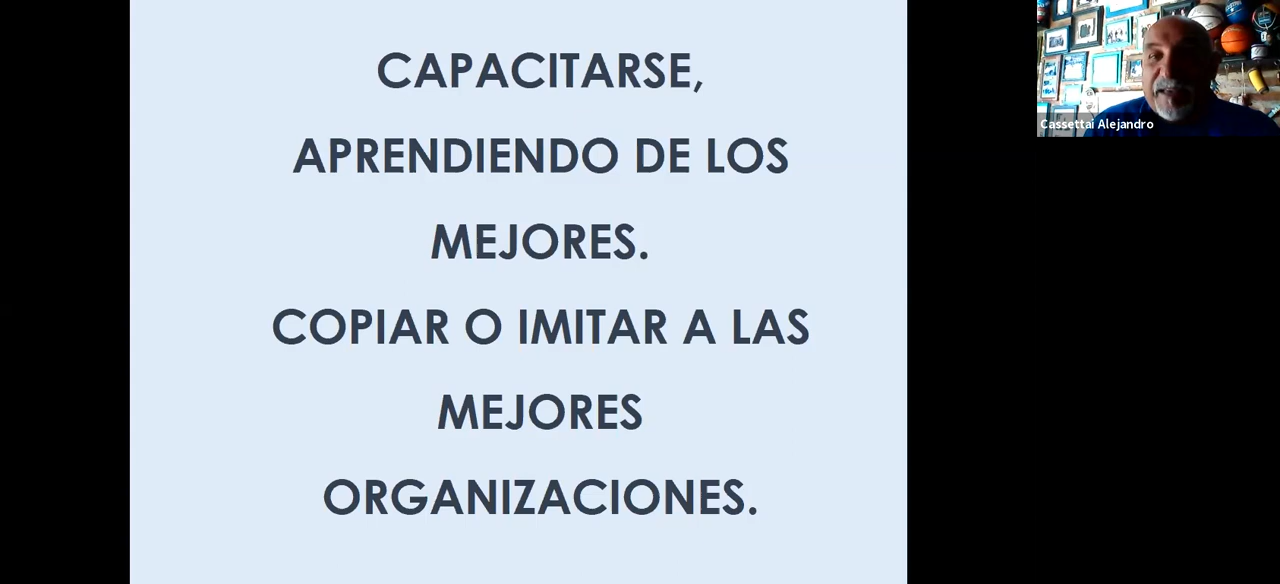 CAPACITARSE,
APRENDIENDO DE LOS
MEJORES.
COPIAR O IMITAR A LAS
MEJORES
ORGANIZACIONES.
Cassettai Alejandro